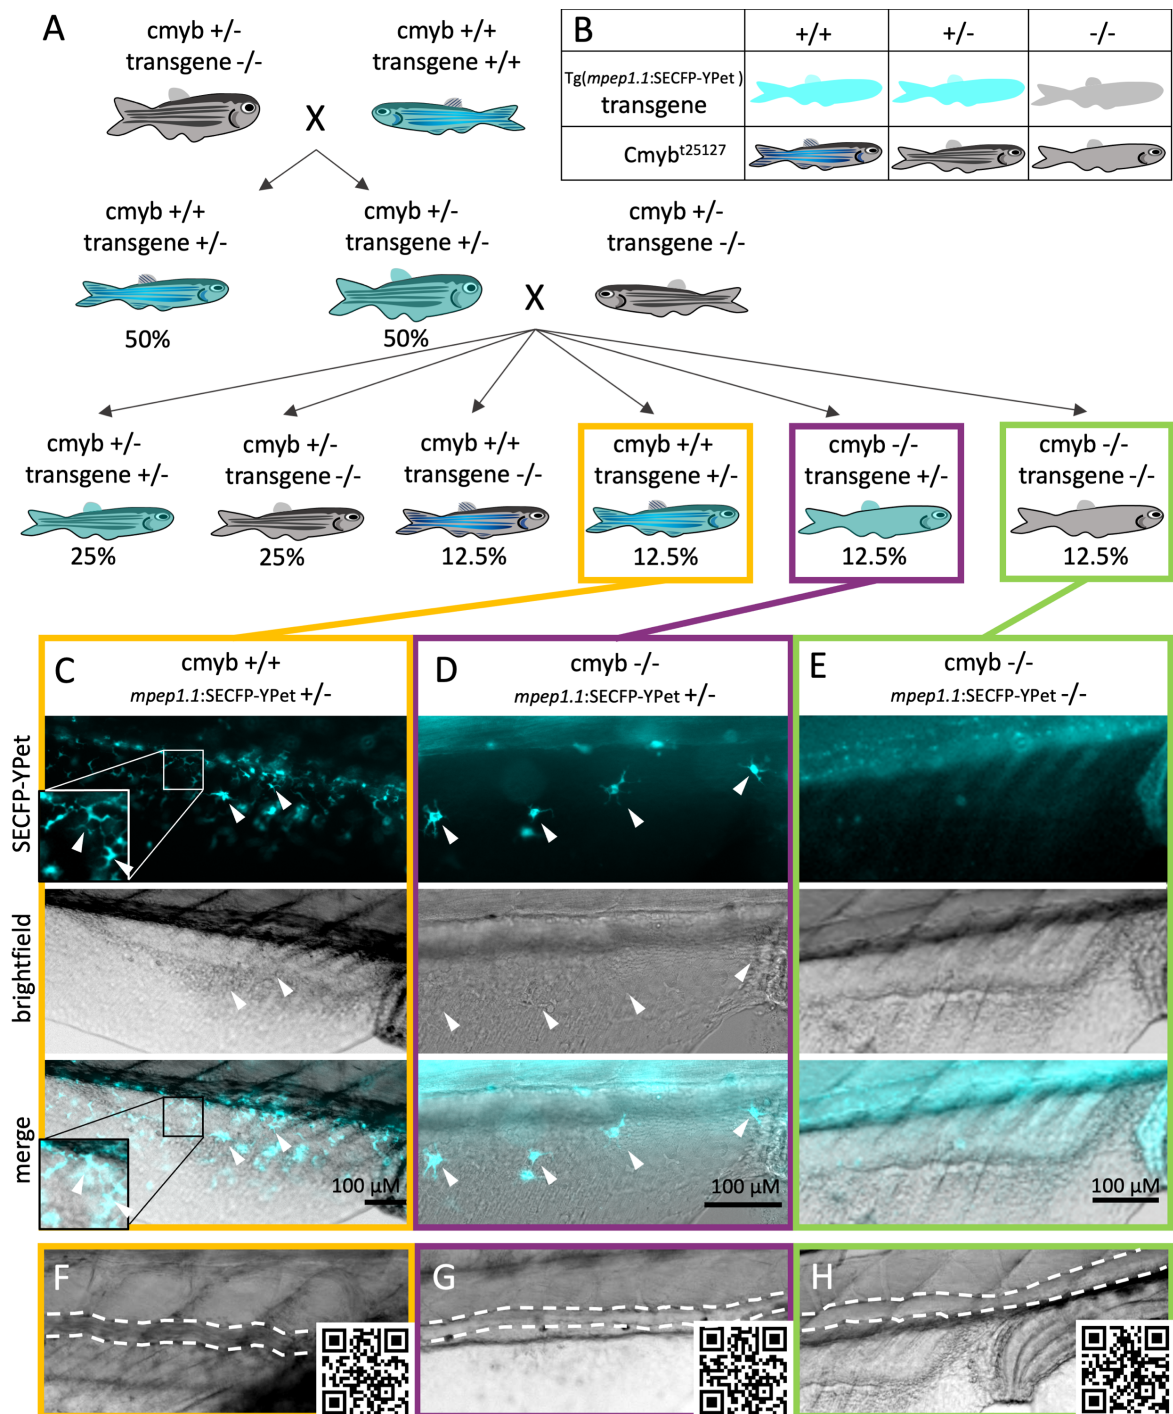 A
cmyb +/-
transgene -/-
cmyb +/+
transgene +/+
X
B
+/+
+/-
-/-
Tg(mpep1.1:SECFP-YPet )
transgene
Cmyb^t25127
cmyb +/+
transgene +/-
50%
cmyb +/-
transgene +/-
50%
X
cmyb +/-
transgene -/-
cmyb +/-
transgene +/-
25%
cmyb +/-
transgene -/-
25%
cmyb +/+
transgene -/-
12.5%
cmyb +/+
transgene +/-
12.5%
cmyb -/-
transgene +/-
12.5%
cmyb -/-
transgene -/-
12.5%
C
cmyb +/+
mpep1.1:SECFP-YPet +/-
D
cmyb -/-
mpep1.1:SECFP-YPet +/-
E
cmyb -/-
mpep1.1:SECFP-YPet -/-
SECFP-YPet
brightfield
merge
100 μM
100 μM
100 μM
F
G
H